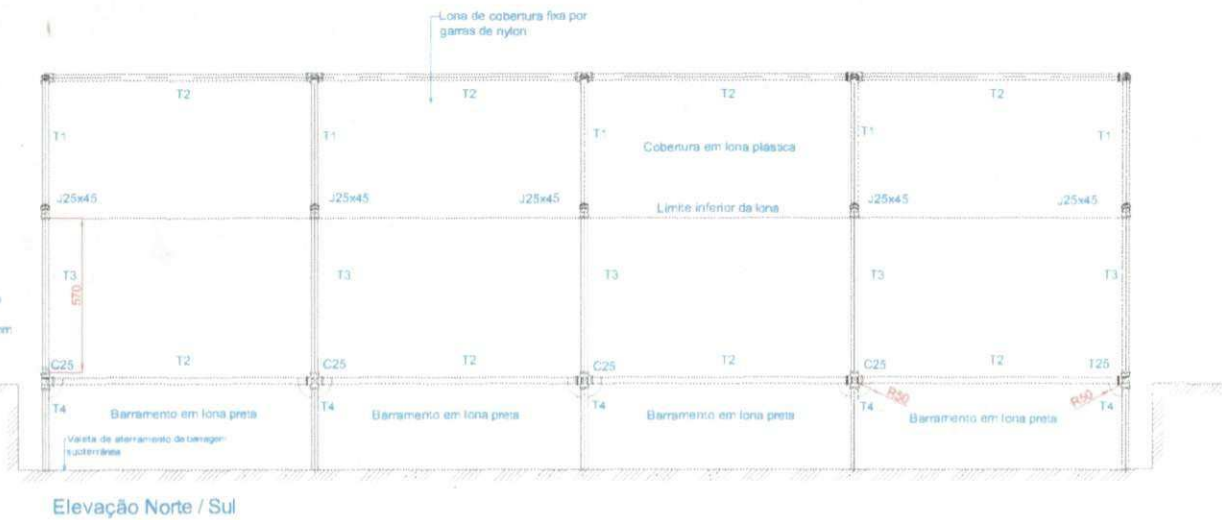 Lona de cobertura fixa por
garras de nylon
T2 T2 T2 T2
T1 T1 T1 T1 T1
Cobertura em lona plástica
J25x45 J25x45 J25x45 J25x45 J25x45
Limite inferior da lona
T3 T3 T3 T3 T3
570
C25 T2 C25 T2 C25 T2 C25 T2 T25
R50 R50
T4 T4 T4 T4 T4
Barramento em lona preta Barramento em lona preta Barramento em lona preta Barramento em lona preta
Valeta de aterramento da barragem
subterrânea
Elevação Norte / Sul